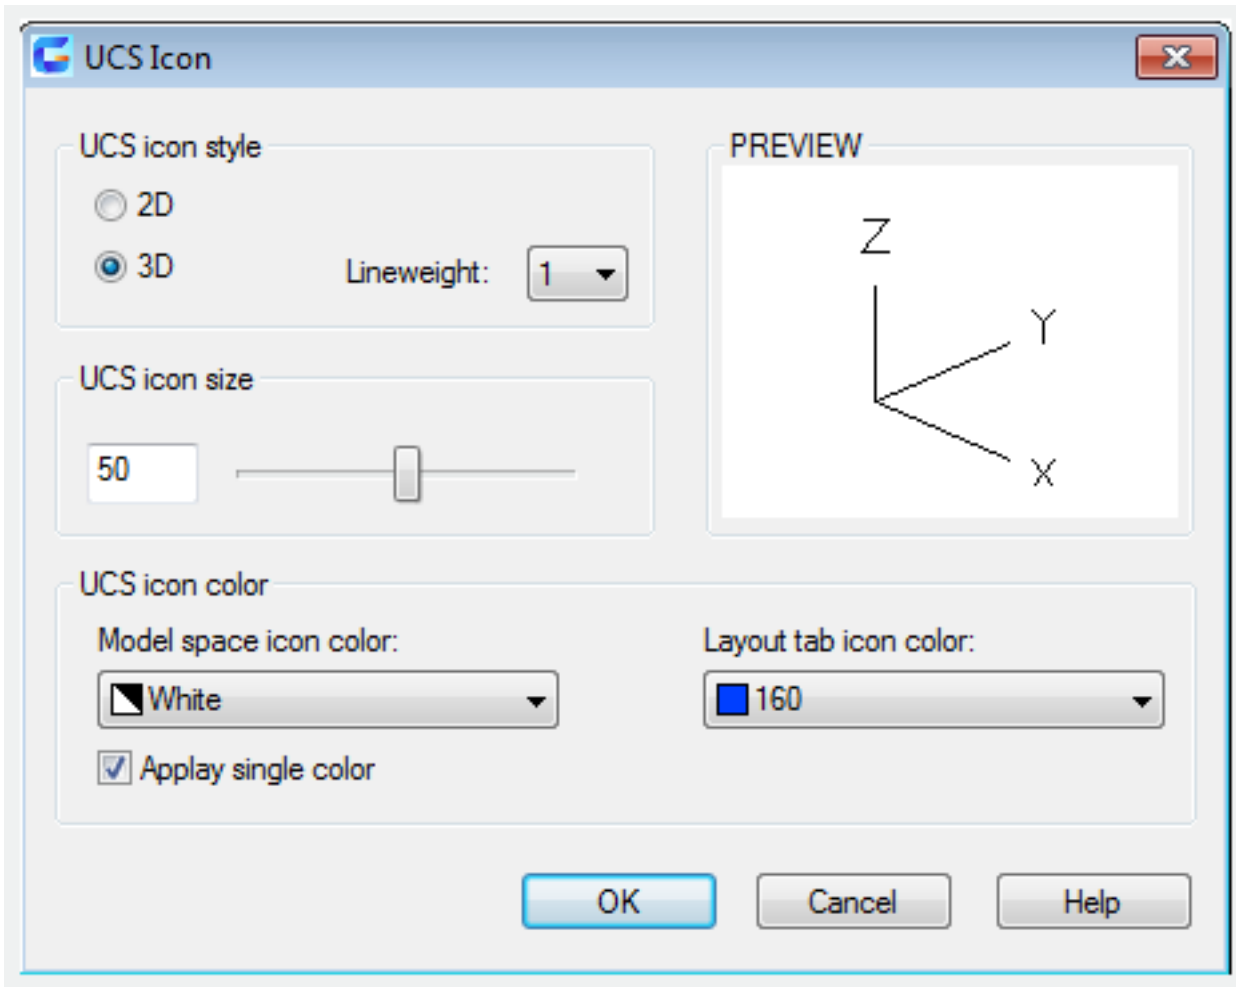 UCS Icon
UCS icon style
2D
3D
Lineweight:
1
PREVIEW
Z
Y
X
UCS icon size
50
UCS icon color
Model space icon color:
White
Applay single color
Layout tab icon color:
160
OK
Cancel
Help